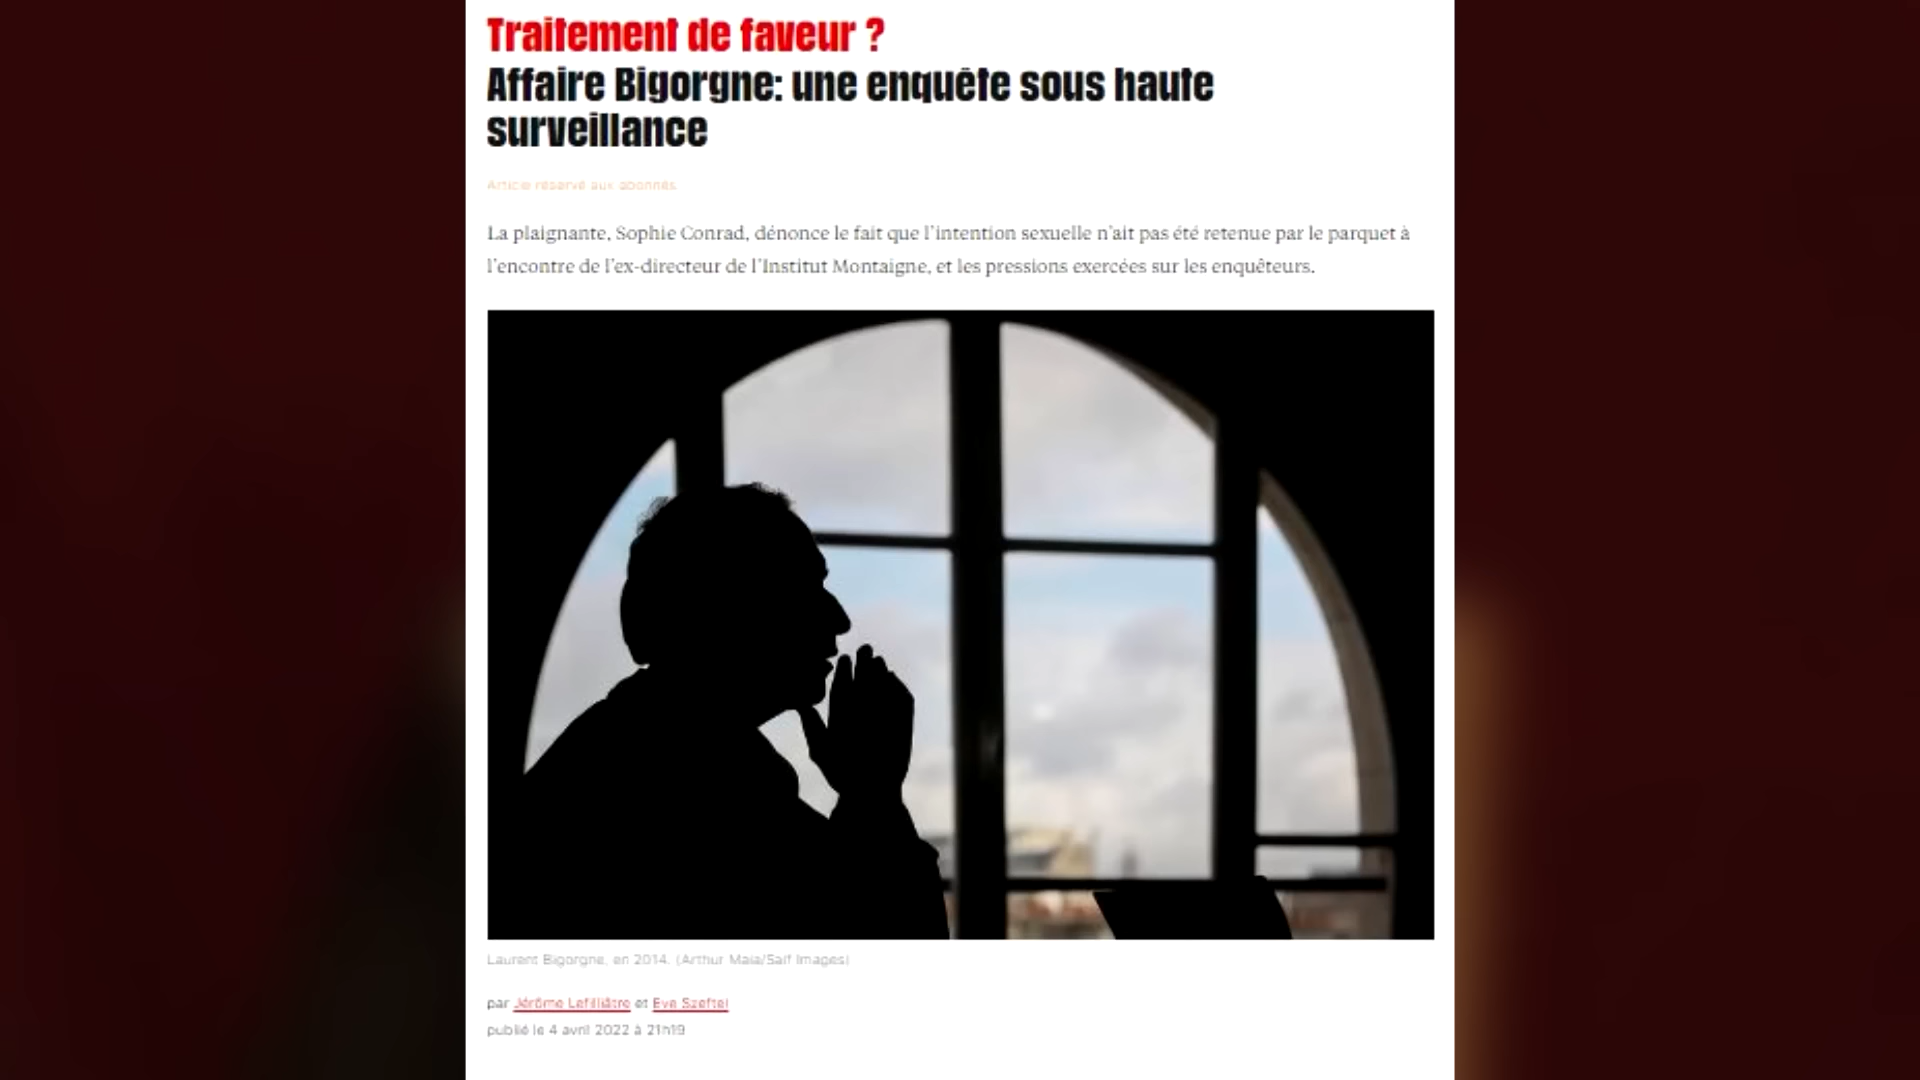 Traitement de faveur ?
Affaire Bigorgne: une enquête sous haute
surveillance
Article réservé aux abonnés
La plaignante, Sophie Conrad, dénonce le fait que l'intention sexuelle n'ait pas été retenue par le parquet à
l'encontre de l'ex-directeur de l'Institut Montaigne, et les pressions exercées sur les enquêteurs.
Laurent Bigorgne, en 2014. (Arthur Maia/Saif Images)
par Jérôme Lefilliâtre et Eve Szeftel
publié le 4 avril 2022 à 21h19